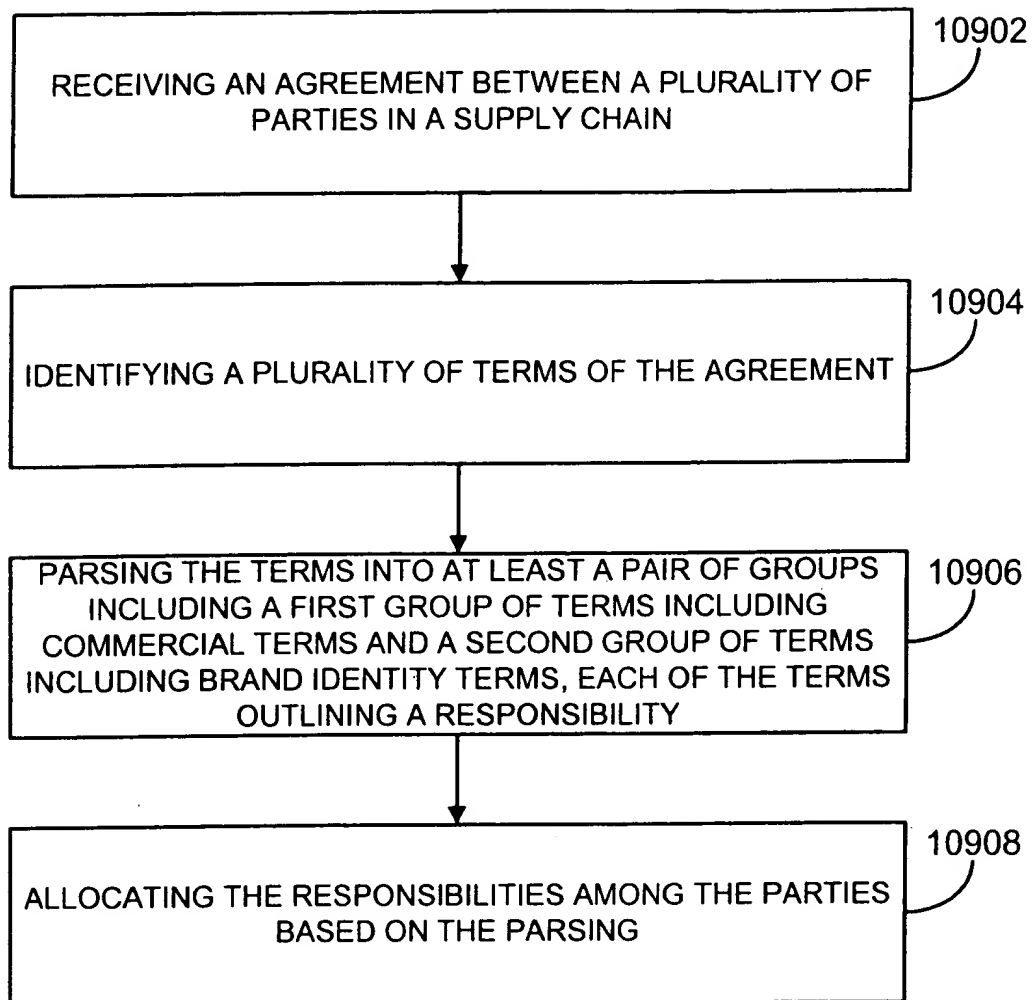 10902
RECEIVING AN AGREEMENT BETWEEN A PLURALITY OF
PARTIES IN A SUPPLY CHAIN
10904
IDENTIFYING A PLURALITY OF TERMS OF THE AGREEMENT
10906
PARSING THE TERMS INTO AT LEAST A PAIR OF GROUPS
INCLUDING A FIRST GROUP OF TERMS INCLUDING
COMMERCIAL TERMS AND A SECOND GROUP OF TERMS
INCLUDING BRAND IDENTITY TERMS, EACH OF THE TERMS
OUTLINING A RESPONSIBILITY
10908
ALLOCATING THE RESPONSIBILITIES AMONG THE PARTIES
BASED ON THE PARSING